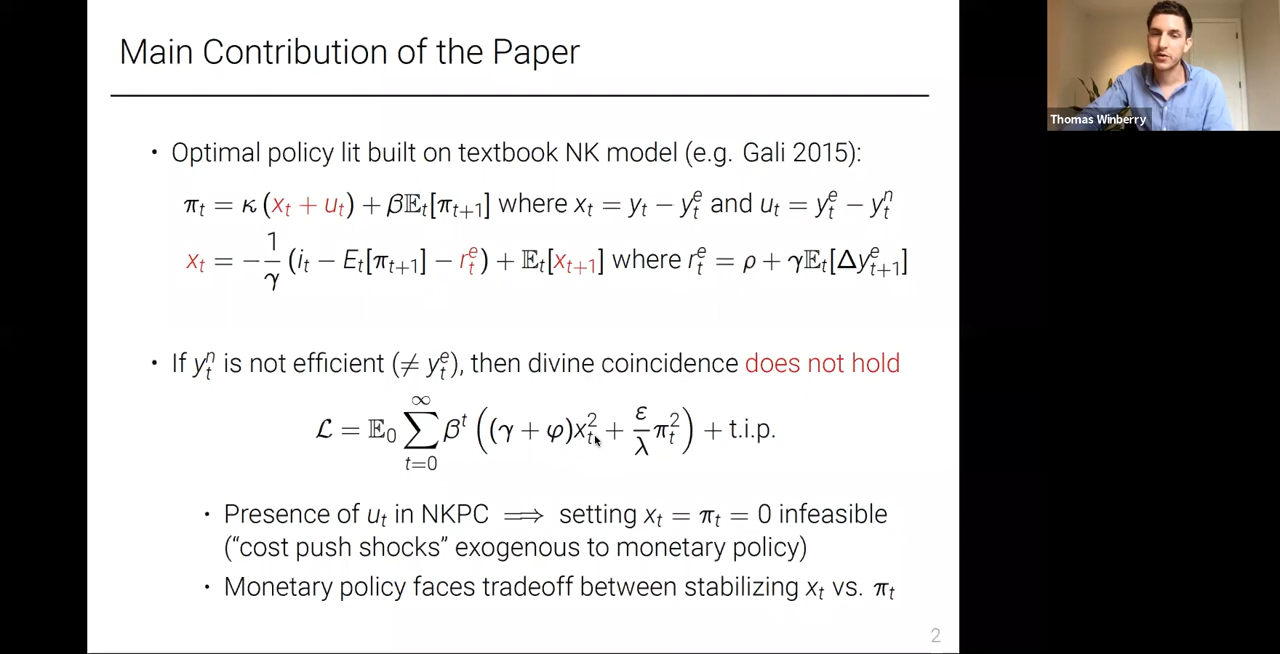 Main Contribution of the Paper
Thomas Winberry
• Optimal policy lit built on textbook NK model (e.g. Gali 2015):
πₜ = κ (xₜ + uₜ) + β𝔼ₜ[πₜ₊₁] where xₜ = yₜ − yₜᵉ and uₜ = yₜᵉ − yₜⁿ
xₜ = −1/γ (iₜ − Eₜ[πₜ₊₁] − rₜᵉ) + 𝔼ₜ[xₜ₊₁] where rₜᵉ = ρ + γ𝔼ₜ[Δyᵉₜ₊₁]
• If yₜⁿ is not efficient (≠ yₜᵉ), then divine coincidence does not hold
ℒ = 𝔼₀ ∑_{t=0}^{∞} βᵗ ((γ + φ)xₜ² + ε/λ πₜ²) + t.i.p.
• Presence of uₜ in NKPC ⟹ setting xₜ = πₜ = 0 infeasible
(“cost push shocks” exogenous to monetary policy)
• Monetary policy faces tradeoff between stabilizing xₜ vs. πₜ
2